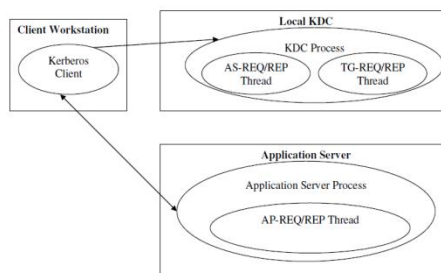 Client Workstation
Kerberos
Client
Local KDC
KDC Process
AS-REQ/REP
Thread
TG-REQ/REP
Thread
Application Server
Application Server Process
AP-REQ/REP Thread